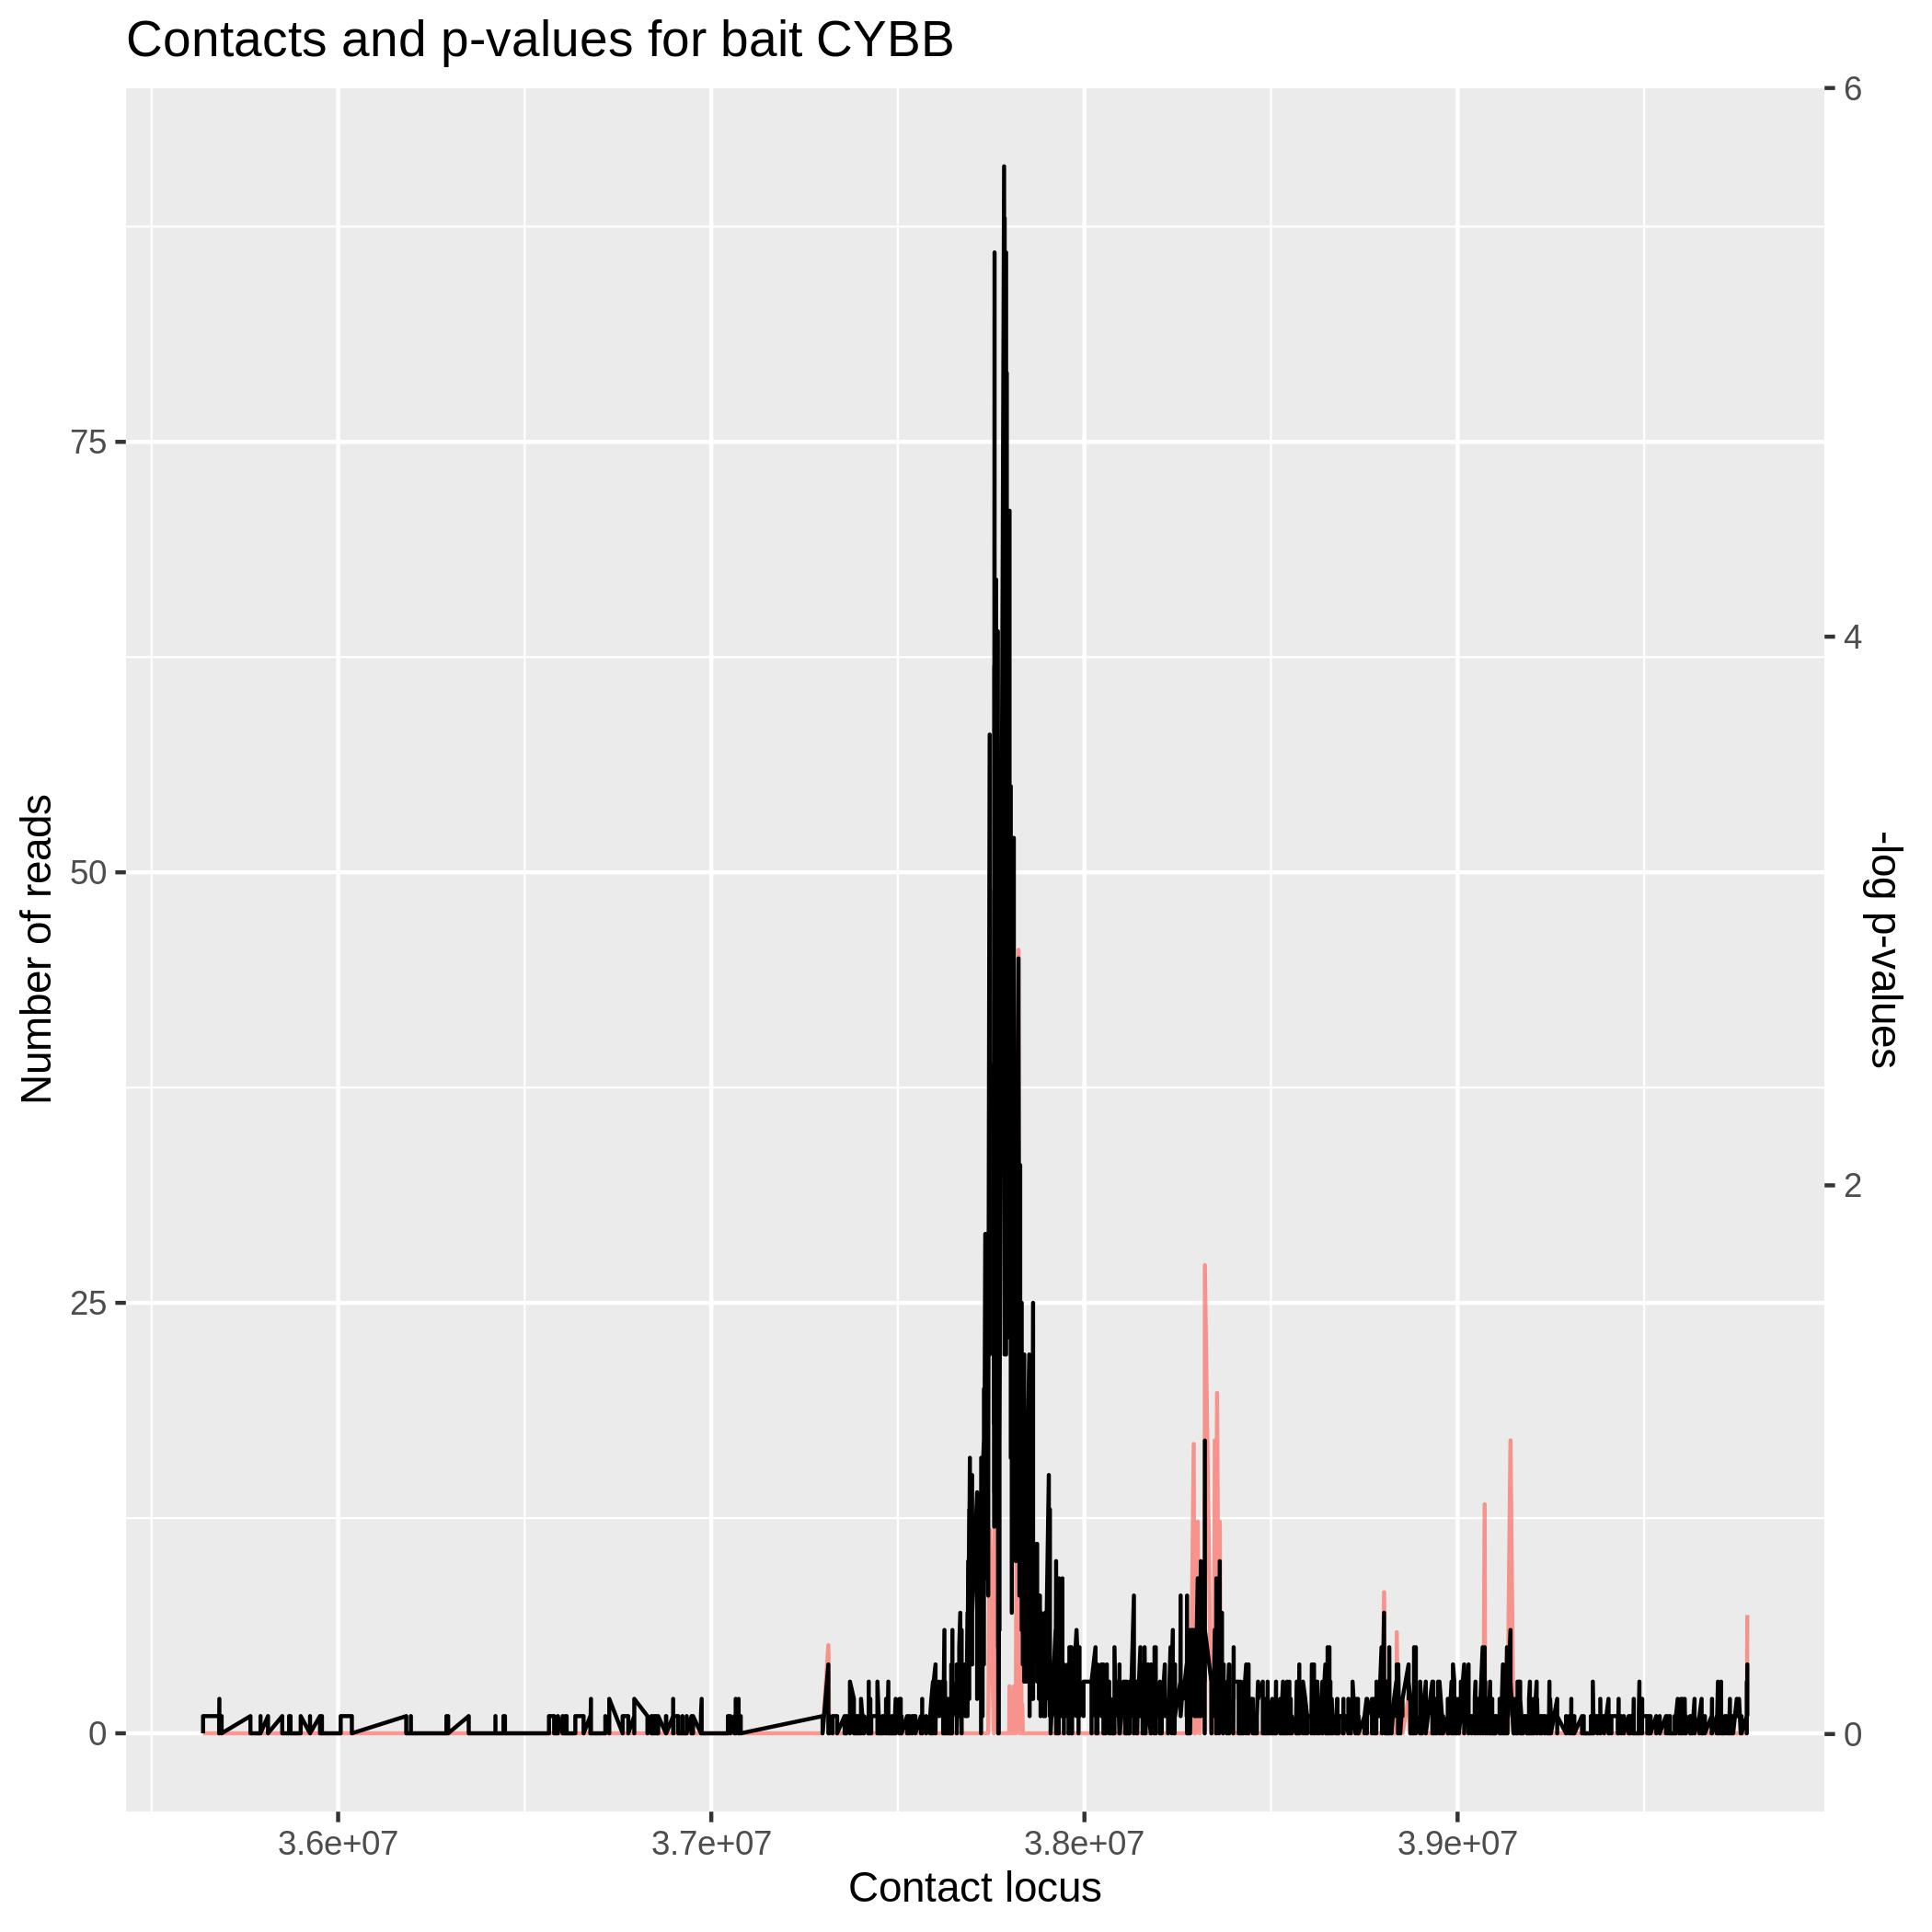 Contacts and p-values for bait CYBB
6
75
4
50
Number of reads
-log p-values
2
25
0
0
3.6e+07 3.7e+07 3.8e+07 3.9e+07
Contact locus